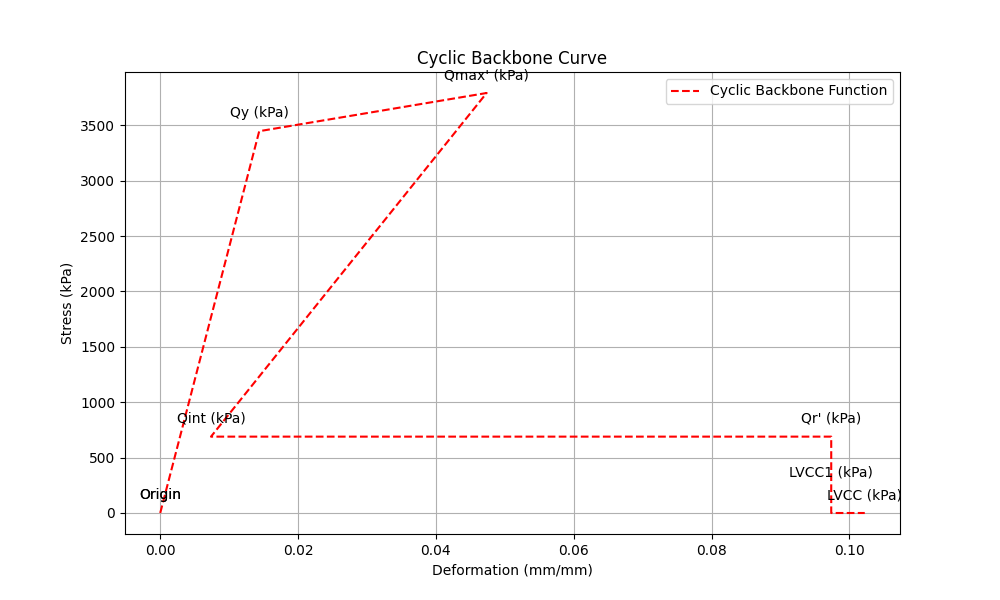 Cyclic Backbone Curve
Qmax' (kPa)
Cyclic Backbone Function
Qy (kPa)
3500
3000
2500
2000
1500
1000
500
0
Stress (kPa)
Qint (kPa)
Qr' (kPa)
LVCC1 (kPa)
Origin
LVCC (kPa)
0.00 0.02 0.04 0.06 0.08 0.10
Deformation (mm/mm)